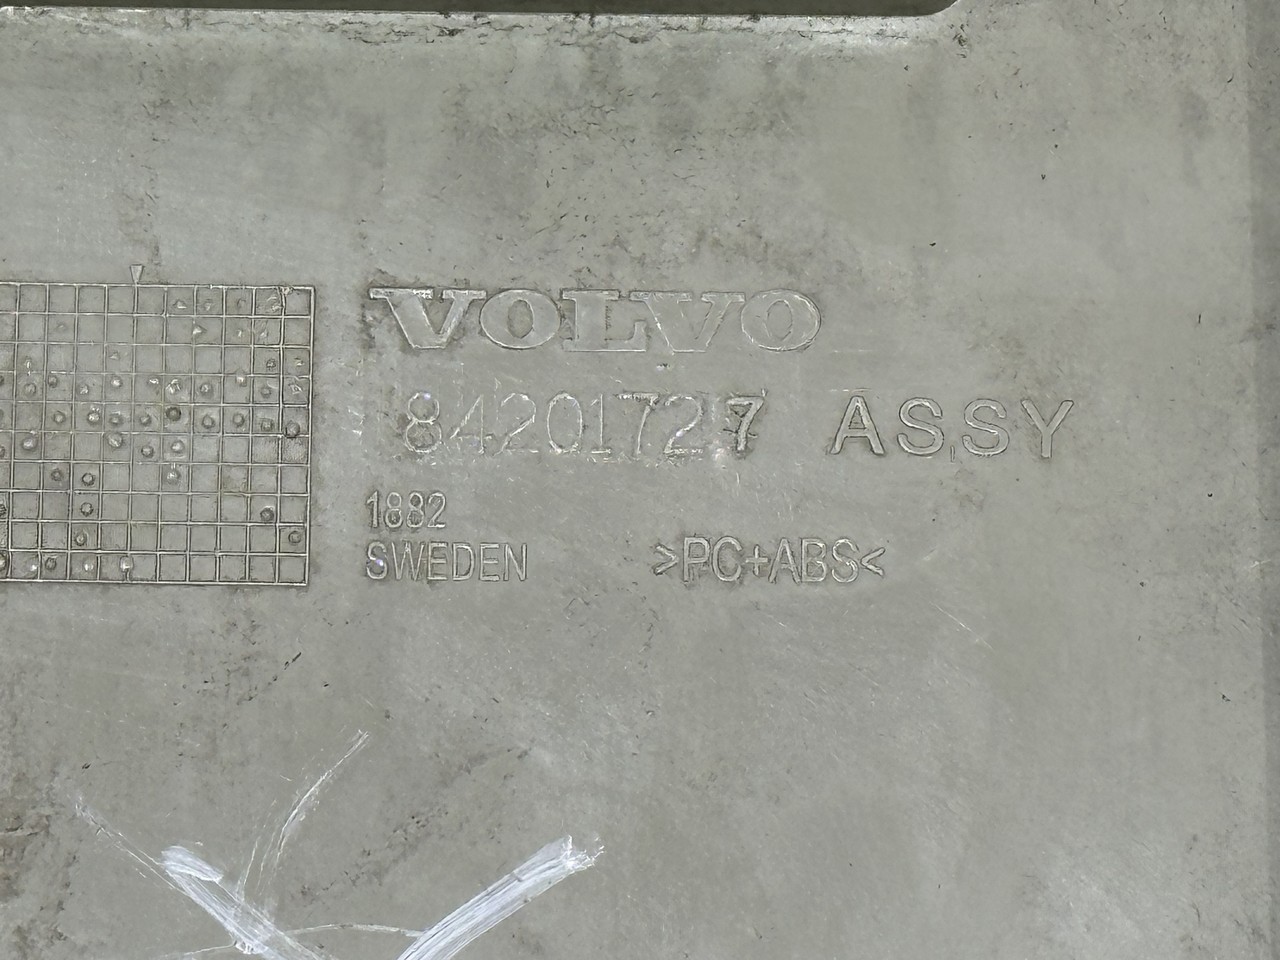 VOLVO
84201727 ASSY
1882
SWEDEN
>PC+ABS<